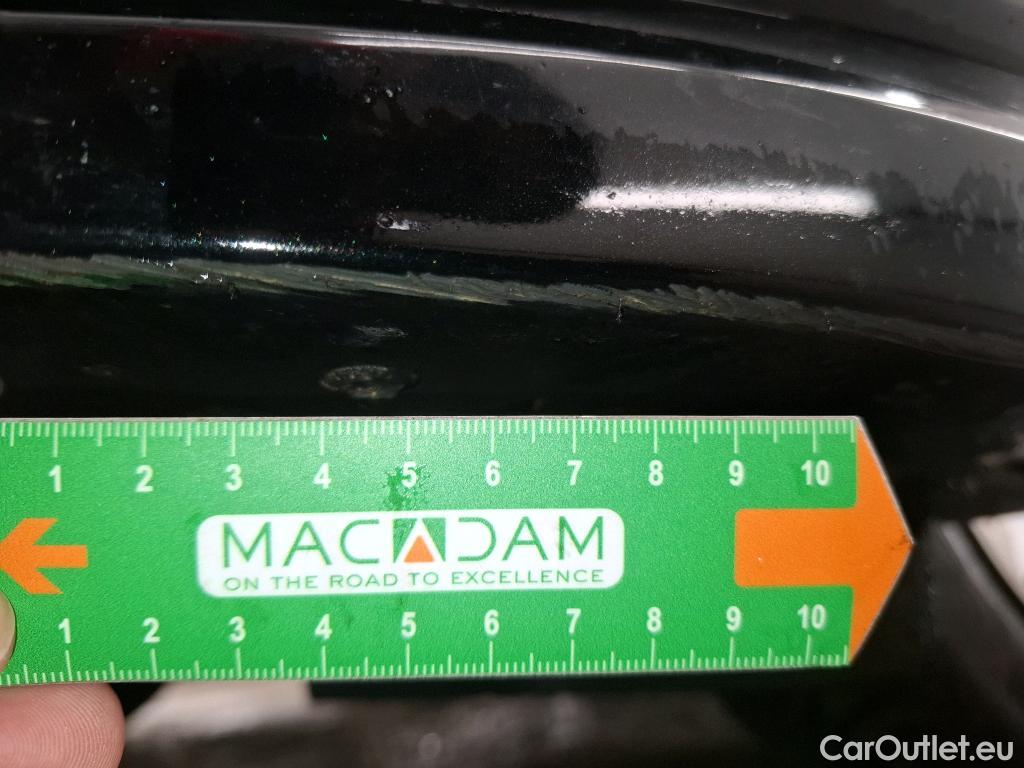 1 2 3 4 5 6 7 8 9 10
MACADAM
ON THE ROAD TO EXCELLENCE
1 2 3 4 5 6 7 8 9 10
CarOutlet.eu